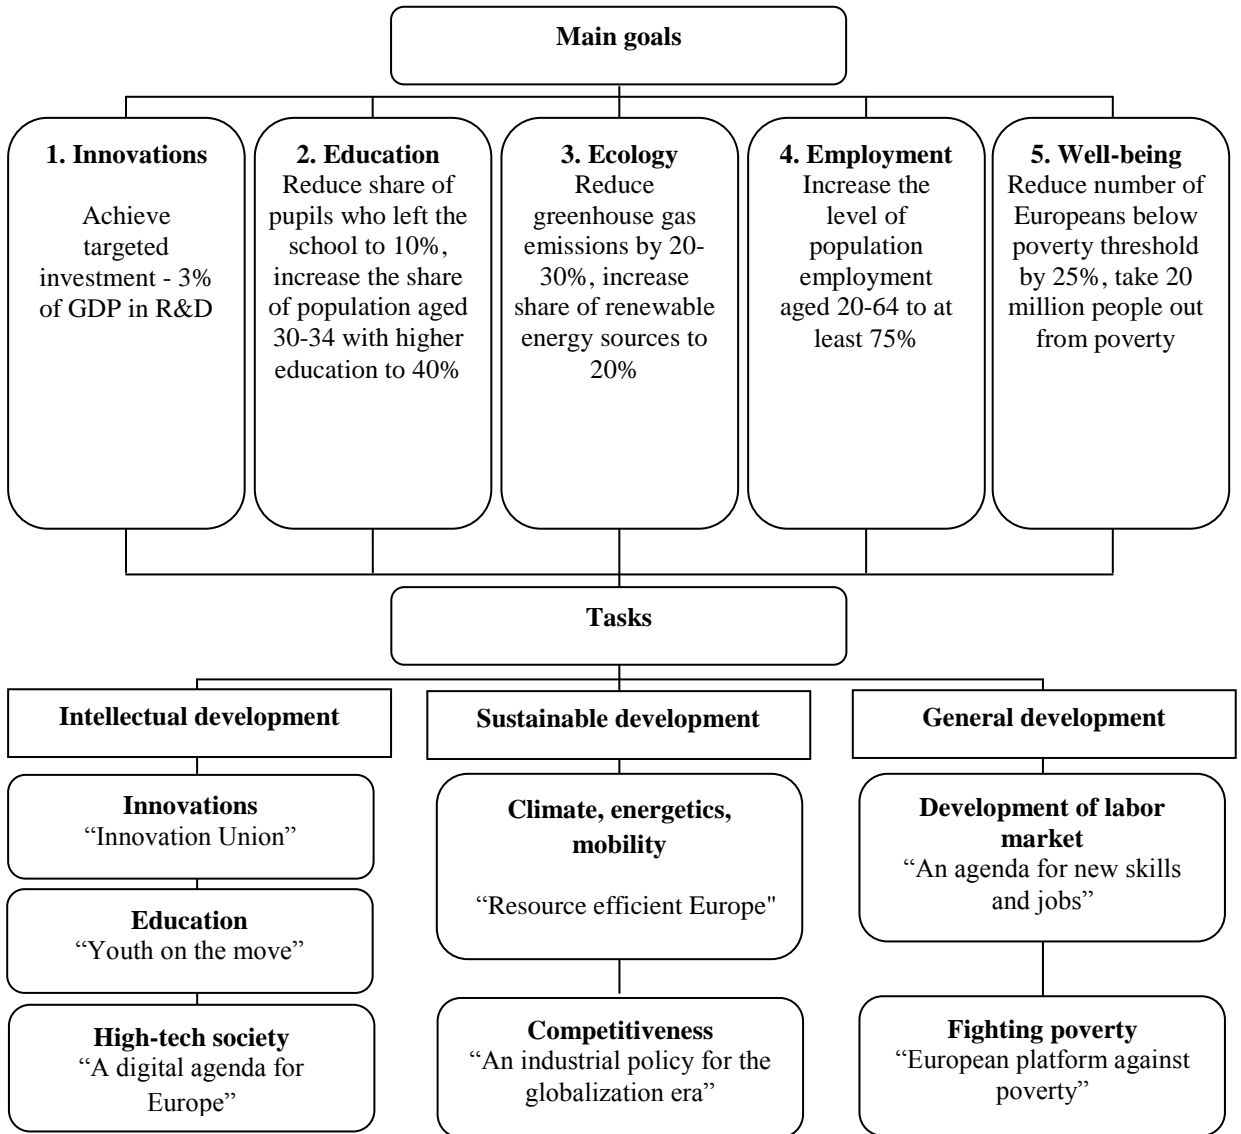 Main goals
1. Innovations
Achieve
targeted
investment - 3%
of GDP in R&D
2. Education
Reduce share of
pupils who left the
school to 10%,
increase the share
of population aged
30-34 with higher
education to 40%
3. Ecology
Reduce
greenhouse gas
emissions by 20-
30%, increase
share of renewable
energy sources to
20%
4. Employment
Increase the
level of
population
employment
aged 20-64 to at
least 75%
5. Well-being
Reduce number of
Europeans below
poverty threshold
by 25%, take 20
million people out
from poverty
Tasks
Intellectual development
Innovations
“Innovation Union”
Education
“Youth on the move”
High-tech society
“A digital agenda for
Europe”
Sustainable development
Climate, energetics,
mobility
“Resource efficient Europe"
Competitiveness
“An industrial policy for the
globalization era”
General development
Development of labor
market
“An agenda for new skills
and jobs”
Fighting poverty
“European platform against
poverty”